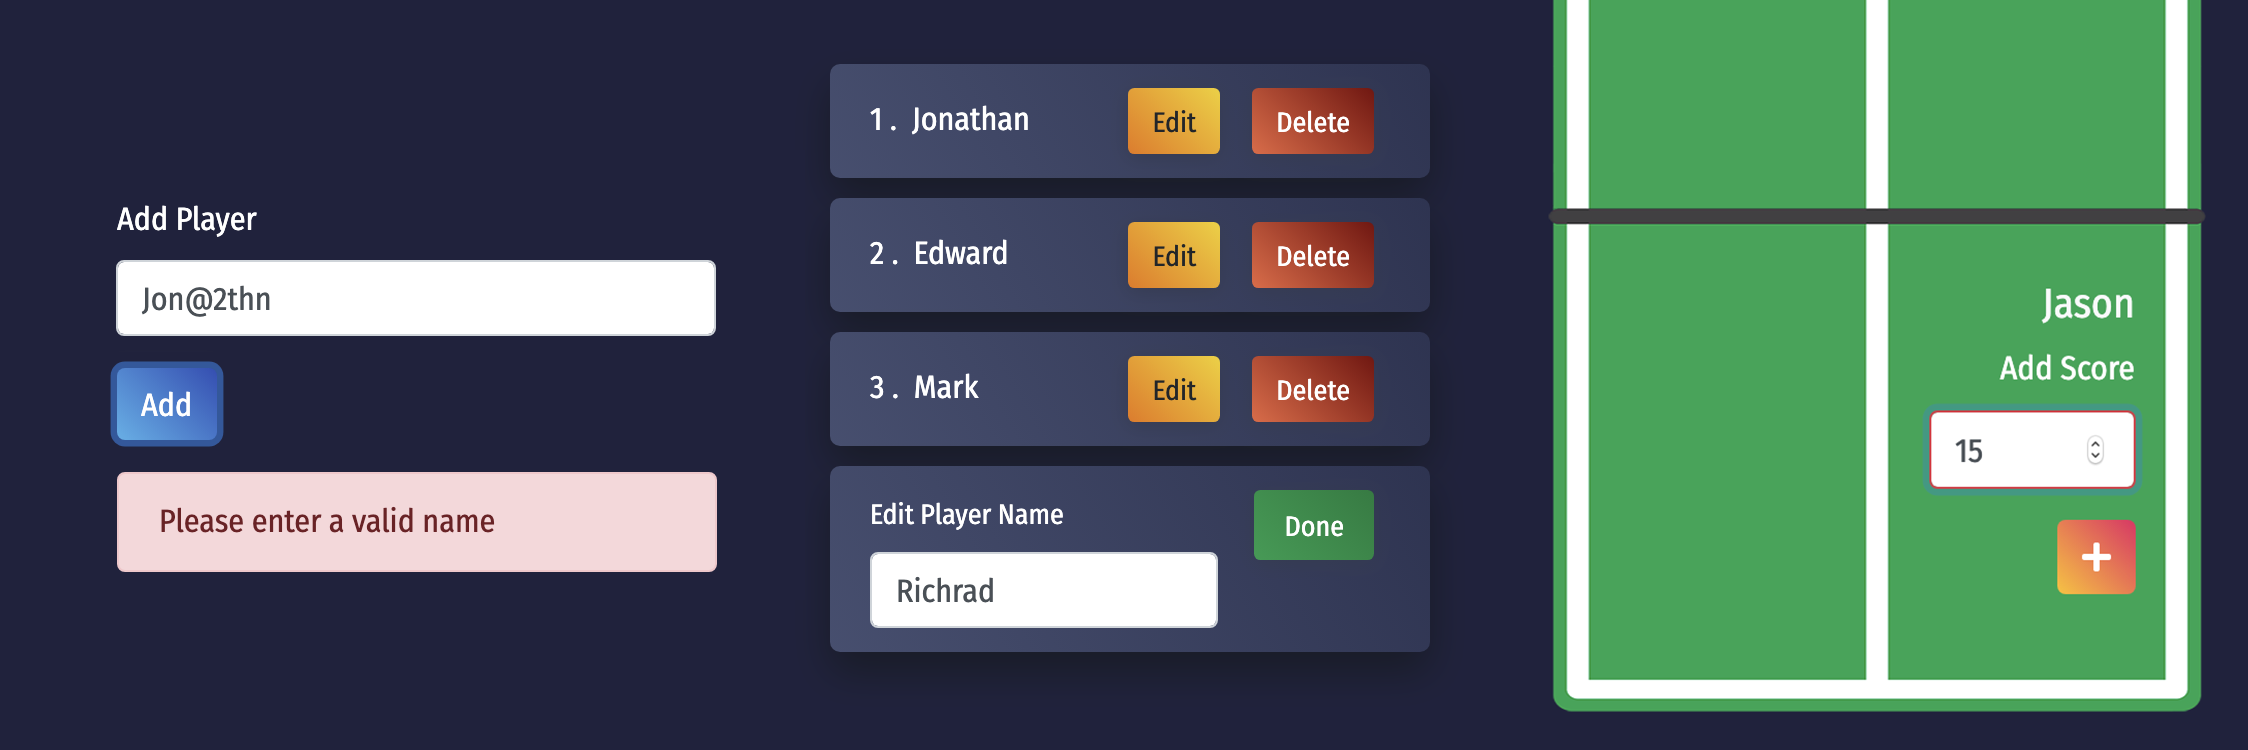 Add Player
Jon@2thn
Add
Please enter a valid name
1. Jonathan
Edit
Delete
2. Edward
Edit
Delete
3. Mark
Edit
Delete
Edit Player Name
Done
Richrad
Jason
Add Score
15
+